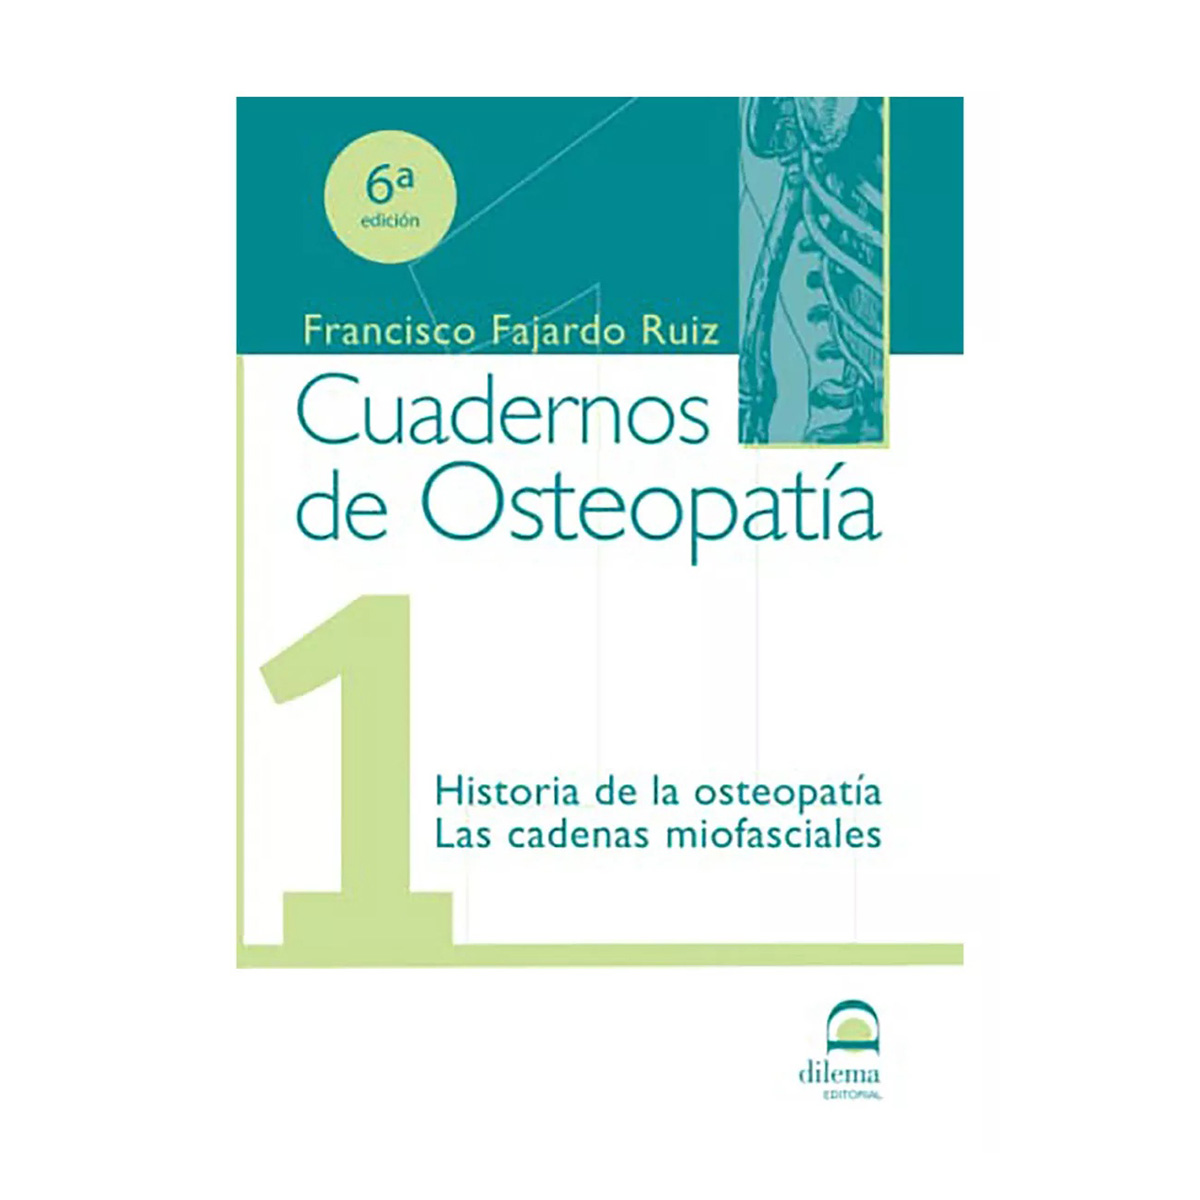 6ª
edición
Francisco Fajardo Ruiz
Cuadernos
de Osteopatía
1
Historia de la osteopatía
Las cadenas miofasciales
dilema
EDITORIAL